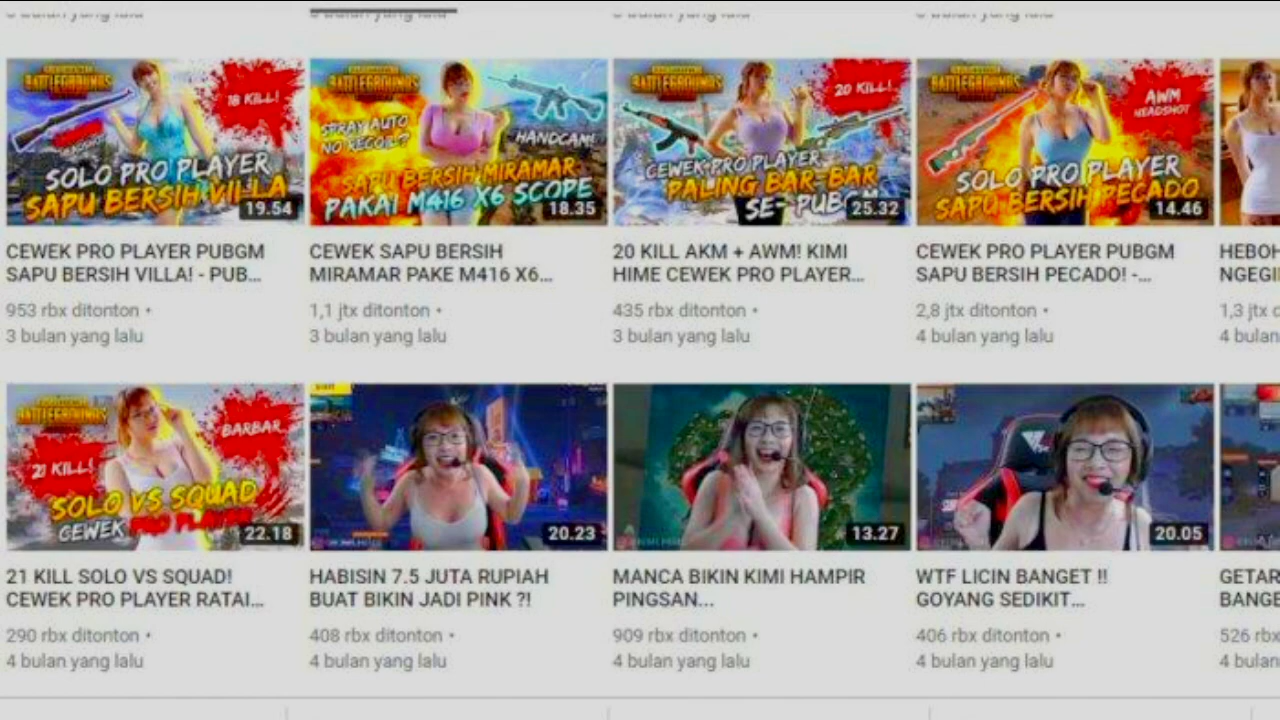 BATTLEGROUNDS
18 KILL!
SOLO PRO PLAYER
SAPU BERSIH VILLA
19.54
BATTLEGROUNDS
SPRAY AUTO
NO RECOIL?
HANDCAM!
SAPU BERSIH MIRAMAR
PAKAI M416 X6 SCOPE
18.35
BATTLEGROUNDS
20 KILL!
CEWEK PRO PLAYER
PALING BAR-BAR
SE-PUBG
25.32
BATTLEGROUNDS
AWM
HEADSHOT
SOLO PRO PLAYER
SAPU BERSIH PECADO
14.46
CEWEK PRO PLAYER PUBGM
SAPU BERSIH VILLA! - PUB...
953 rbx ditonton •
3 bulan yang lalu
CEWEK SAPU BERSIH
MIRAMAR PAKE M416 X6...
1,1 jtx ditonton •
3 bulan yang lalu
20 KILL AKM + AWM! KIMI
HIME CEWEK PRO PLAYER...
435 rbx ditonton •
3 bulan yang lalu
CEWEK PRO PLAYER PUBGM
SAPU BERSIH PECADO! -...
2,8 jtx ditonton •
4 bulan yang lalu
HEBOH
1,3 jtx
4 bulan
BATTLEGROUNDS
21 KILL!
BARBAR
SOLO VS SQUAD
CEWEK PRO PLAYER
22.18
20.23
13.27
20.05
21 KILL SOLO VS SQUAD!
CEWEK PRO PLAYER RATAI...
290 rbx ditonton •
4 bulan yang lalu
HABISIN 7.5 JUTA RUPIAH
BUAT BIKIN JADI PINK ?!
408 rbx ditonton •
4 bulan yang lalu
MANCA BIKIN KIMI HAMPIR
PINGSAN...
909 rbx ditonton •
4 bulan yang lalu
WTF LICIN BANGET !!
GOYANG SEDIKIT...
406 rbx ditonton •
4 bulan yang lalu
GETAR
BANGE
526 rbx
4 bulan